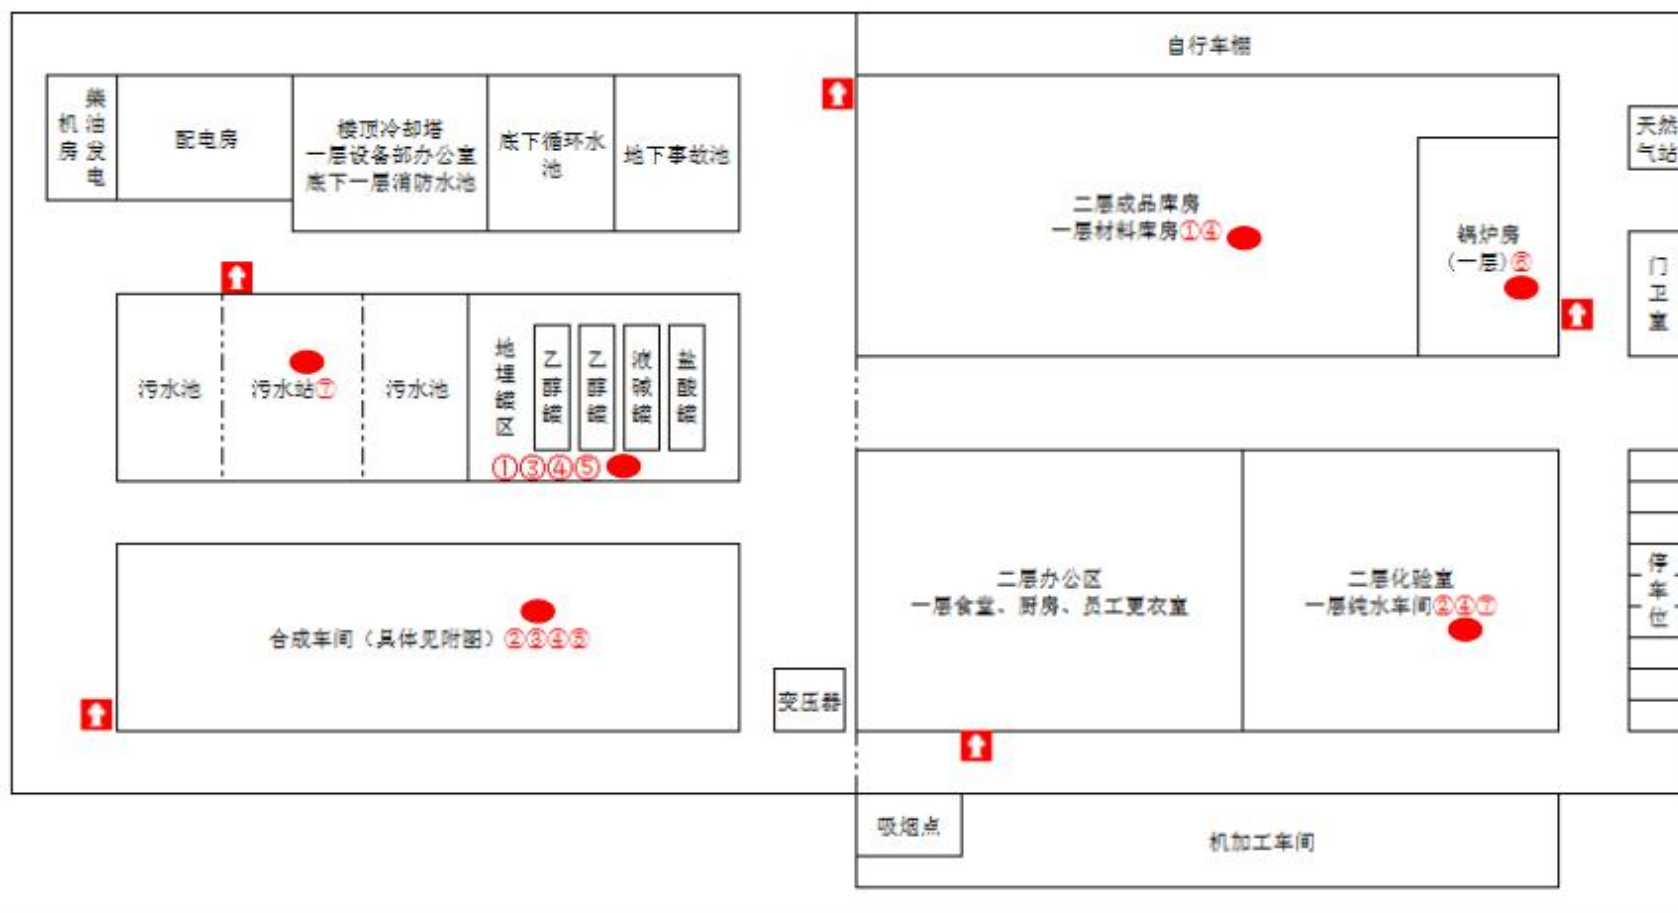 自行车棚
柴油发电
机房
配电房
楼顶冷却塔
一层设备部办公室
底下一层消防水池
底下循环水
池
地下事故池
二层成品库房
一层材料库房①④
锅炉房
(一层)⑥
天然
气站
门卫室
污水池
污水站⑦
污水池
地埋罐区
乙醇罐
乙醇罐
液碱罐
盐酸罐
①③④⑤
合成车间（具体见附图）②③④⑤
变压器
二层办公区
一层食堂、厨房、员工更衣室
二层化验室
一层纯水车间②④⑦
停车位
吸烟点
机加工车间